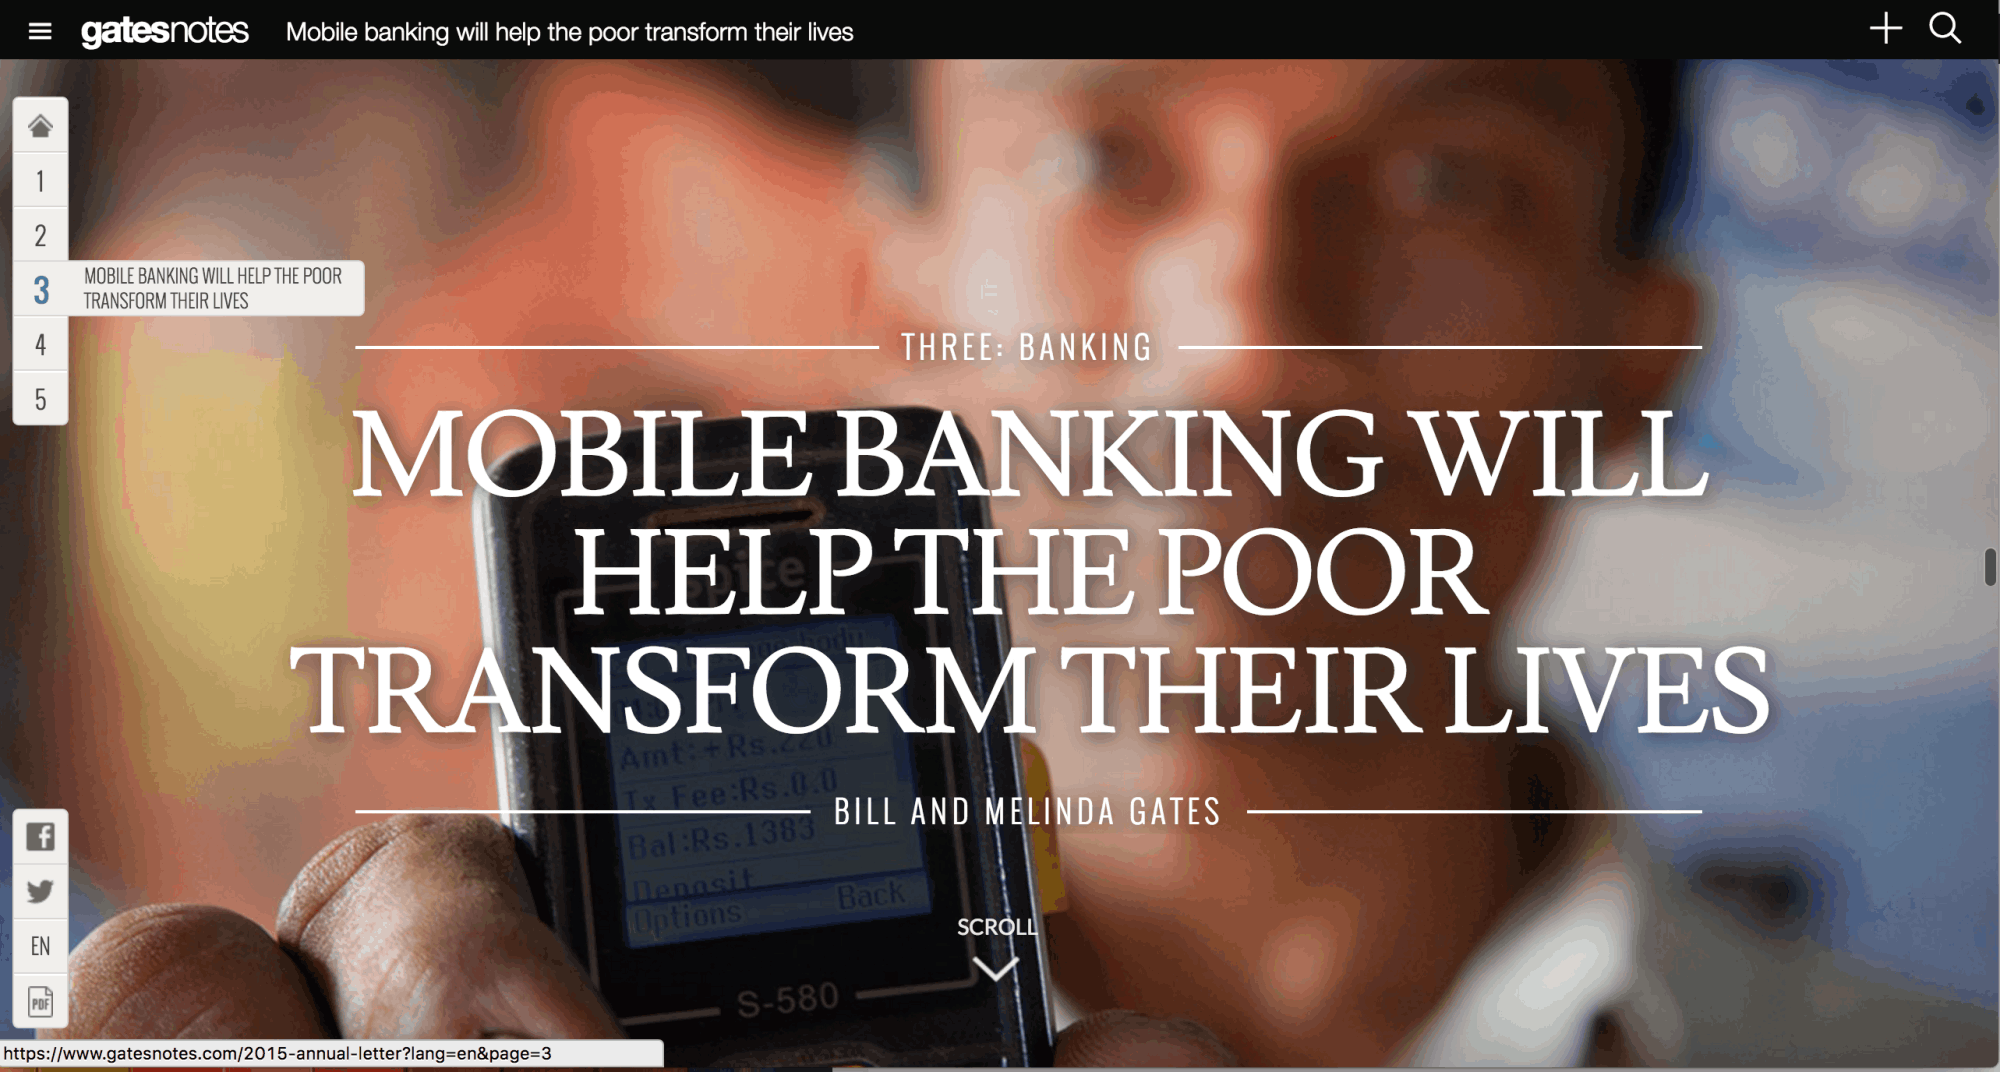 gatesnotes Mobile banking will help the poor transform their lives
1
2
3 MOBILE BANKING WILL HELP THE POOR
TRANSFORM THEIR LIVES
4
5
THREE: BANKING
MOBILE BANKING WILL
HELP THE POOR
TRANSFORM THEIR LIVES
BILL AND MELINDA GATES
Amt:+Rs.220
Tx Fee:Rs.0.0
Bal:Rs.1383
Deposit
Options Back
SCROLL
S-580
EN
PDF
https://www.gatesnotes.com/2015-annual-letter?lang=en&page=3